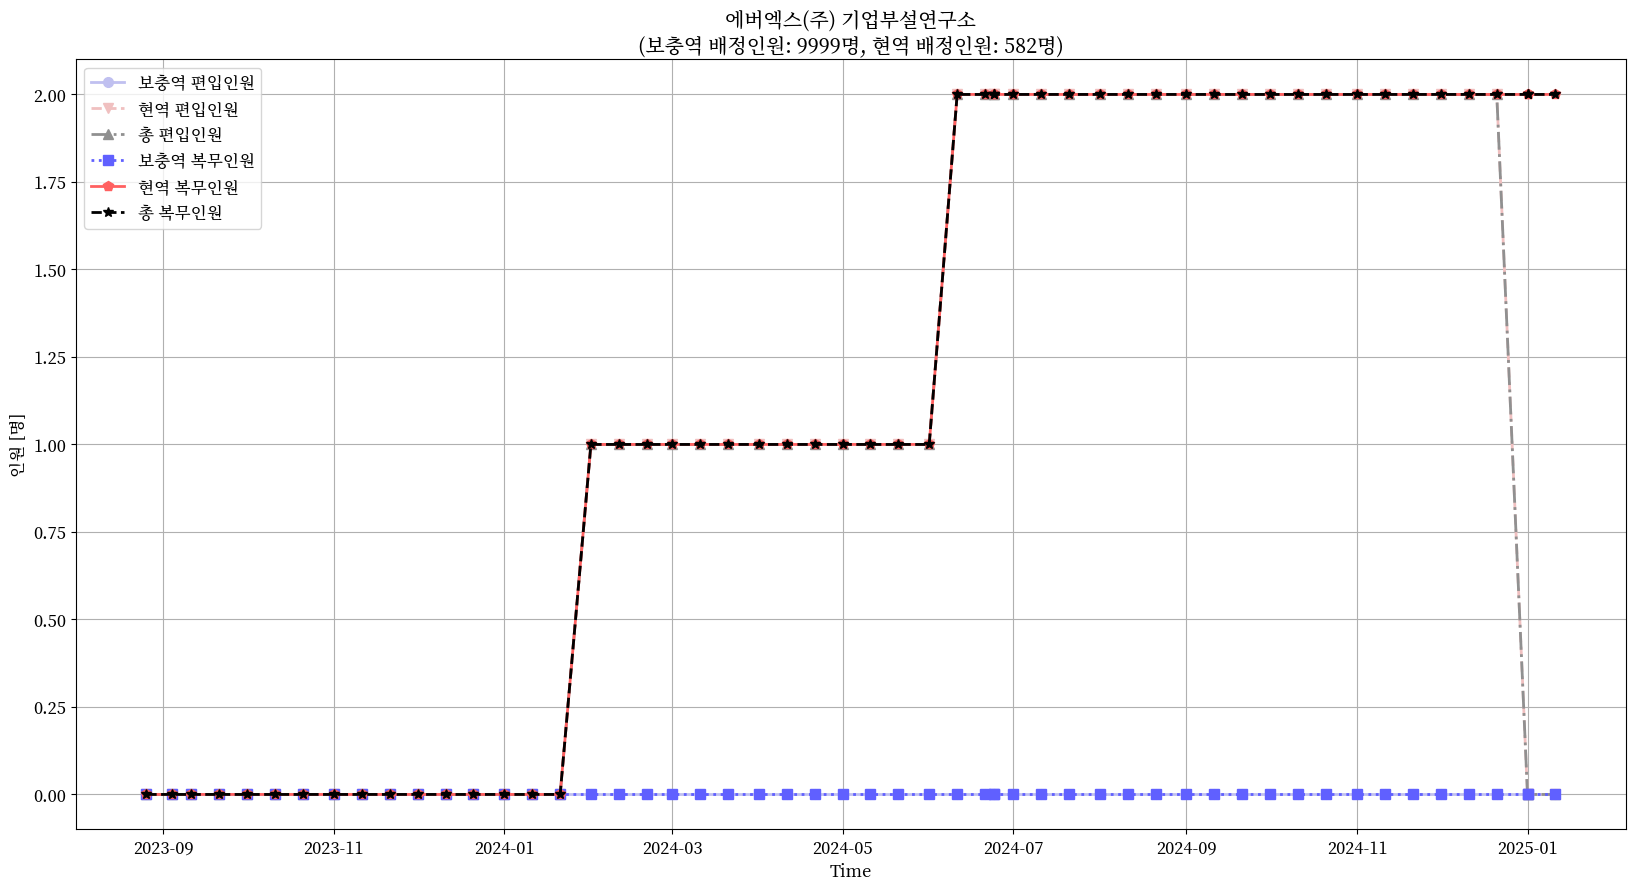 에버엑스(주) 기업부설연구소
(보충역 배정인원: 9999명, 현역 배정인원: 582명)
보충역 편입인원
현역 편입인원
총 편입인원
보충역 복무인원
현역 복무인원
총 복무인원
2.00
1.75
1.50
1.25
1.00
0.75
0.50
0.25
0.00
인원 [명]
2023-09
2023-11
2024-01
2024-03
2024-05
2024-07
2024-09
2024-11
2025-01
Time